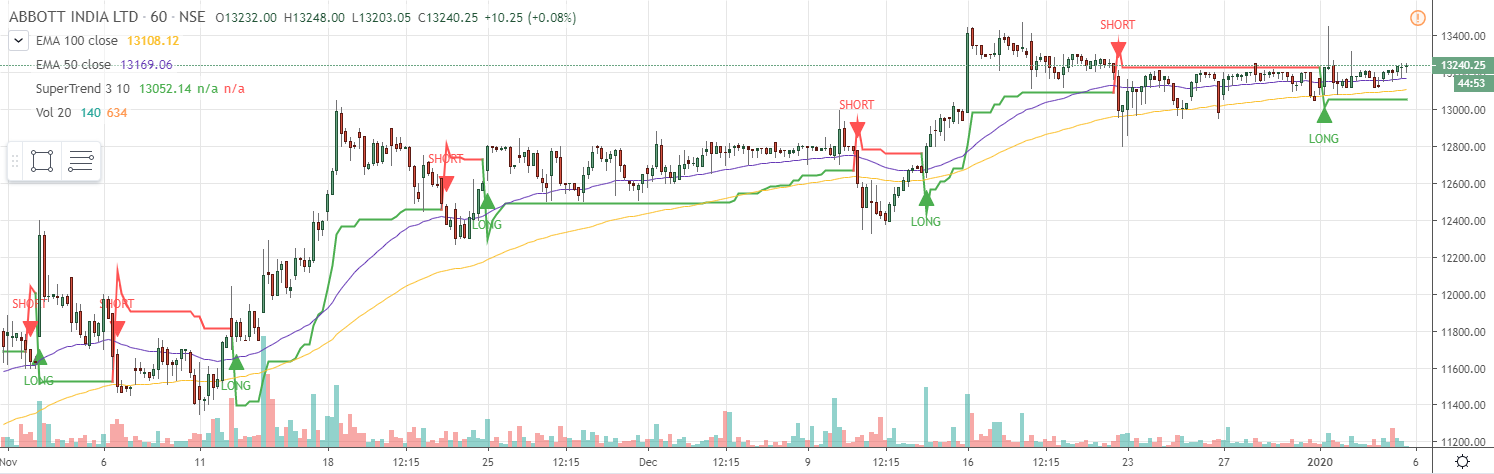 ABBOTT INDIA LTD · 60 · NSE O13232.00 H13248.00 L13203.05 C13240.25 +10.25 (+0.08%)
EMA 100 close 13108.12
EMA 50 close 13169.06
SuperTrend 3 10 13052.14 n/a n/a
Vol 20 140 634
SHORT
SHORT
SHORT
SHORT
SHORT
LONG
LONG
LONG
LONG
LONG
13400.00
13240.25
44:53
13000.00
12800.00
12600.00
12400.00
12200.00
12000.00
11800.00
11600.00
11400.00
11200.00
Nov 6 11 18 12:15 25 12:15 Dec 12:15 9 12:15 16 12:15 23 27 2020 6